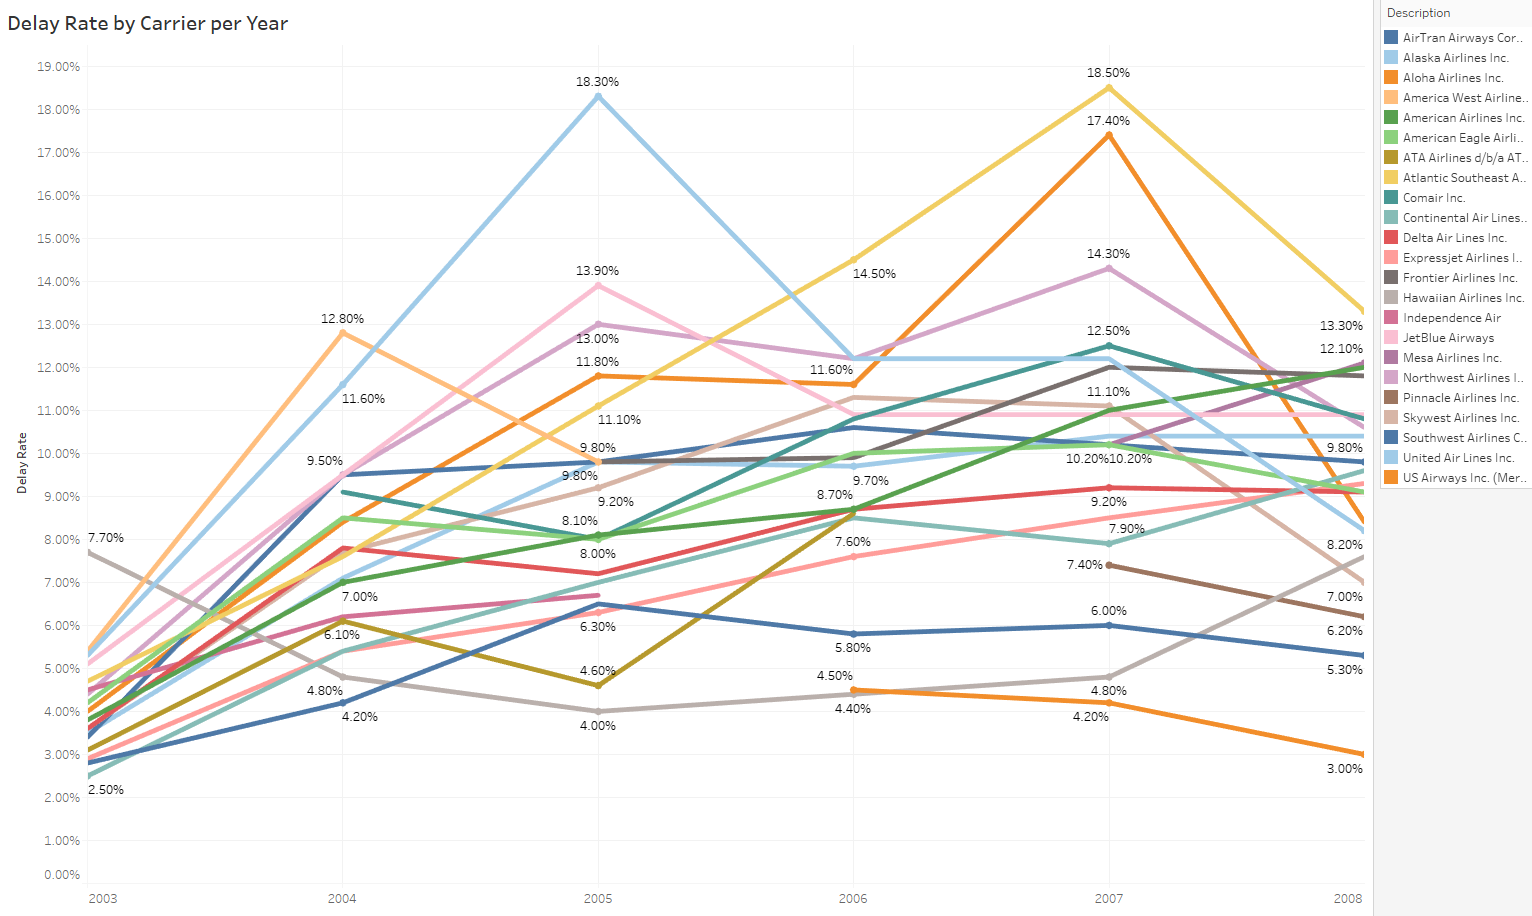 Delay Rate by Carrier per Year
Description
AirTran Airways Cor..
Alaska Airlines Inc.
Aloha Airlines Inc.
America West Airline..
American Airlines Inc.
American Eagle Airli..
ATA Airlines d/b/a AT..
Atlantic Southeast A..
Comair Inc.
Continental Air Lines..
Delta Air Lines Inc.
Expressjet Airlines I..
Frontier Airlines Inc.
Hawaiian Airlines Inc.
Independence Air
JetBlue Airways
Mesa Airlines Inc.
Northwest Airlines I..
Pinnacle Airlines Inc.
Skywest Airlines Inc.
Southwest Airlines C..
United Air Lines Inc.
US Airways Inc. (Mer..
Delay Rate
19.00%
18.00%
17.00%
16.00%
15.00%
14.00%
13.00%
12.00%
11.00%
10.00%
9.00%
8.00%
7.00%
6.00%
5.00%
4.00%
3.00%
2.00%
1.00%
0.00%
7.70%
2.50%
12.80%
11.60%
9.50%
7.00%
6.10%
4.80%
4.20%
18.30%
13.90%
13.00%
11.80%
11.10%
9.80%
9.80%
9.20%
8.10%
8.00%
6.30%
4.60%
4.00%
14.50%
11.60%
9.70%
8.70%
7.60%
5.80%
4.50%
4.40%
18.50%
17.40%
14.30%
12.50%
11.10%
10.20%
10.20%
9.20%
7.90%
7.40%
6.00%
4.80%
4.20%
13.30%
12.10%
9.80%
8.20%
7.00%
6.20%
5.30%
3.00%
2003
2004
2005
2006
2007
2008